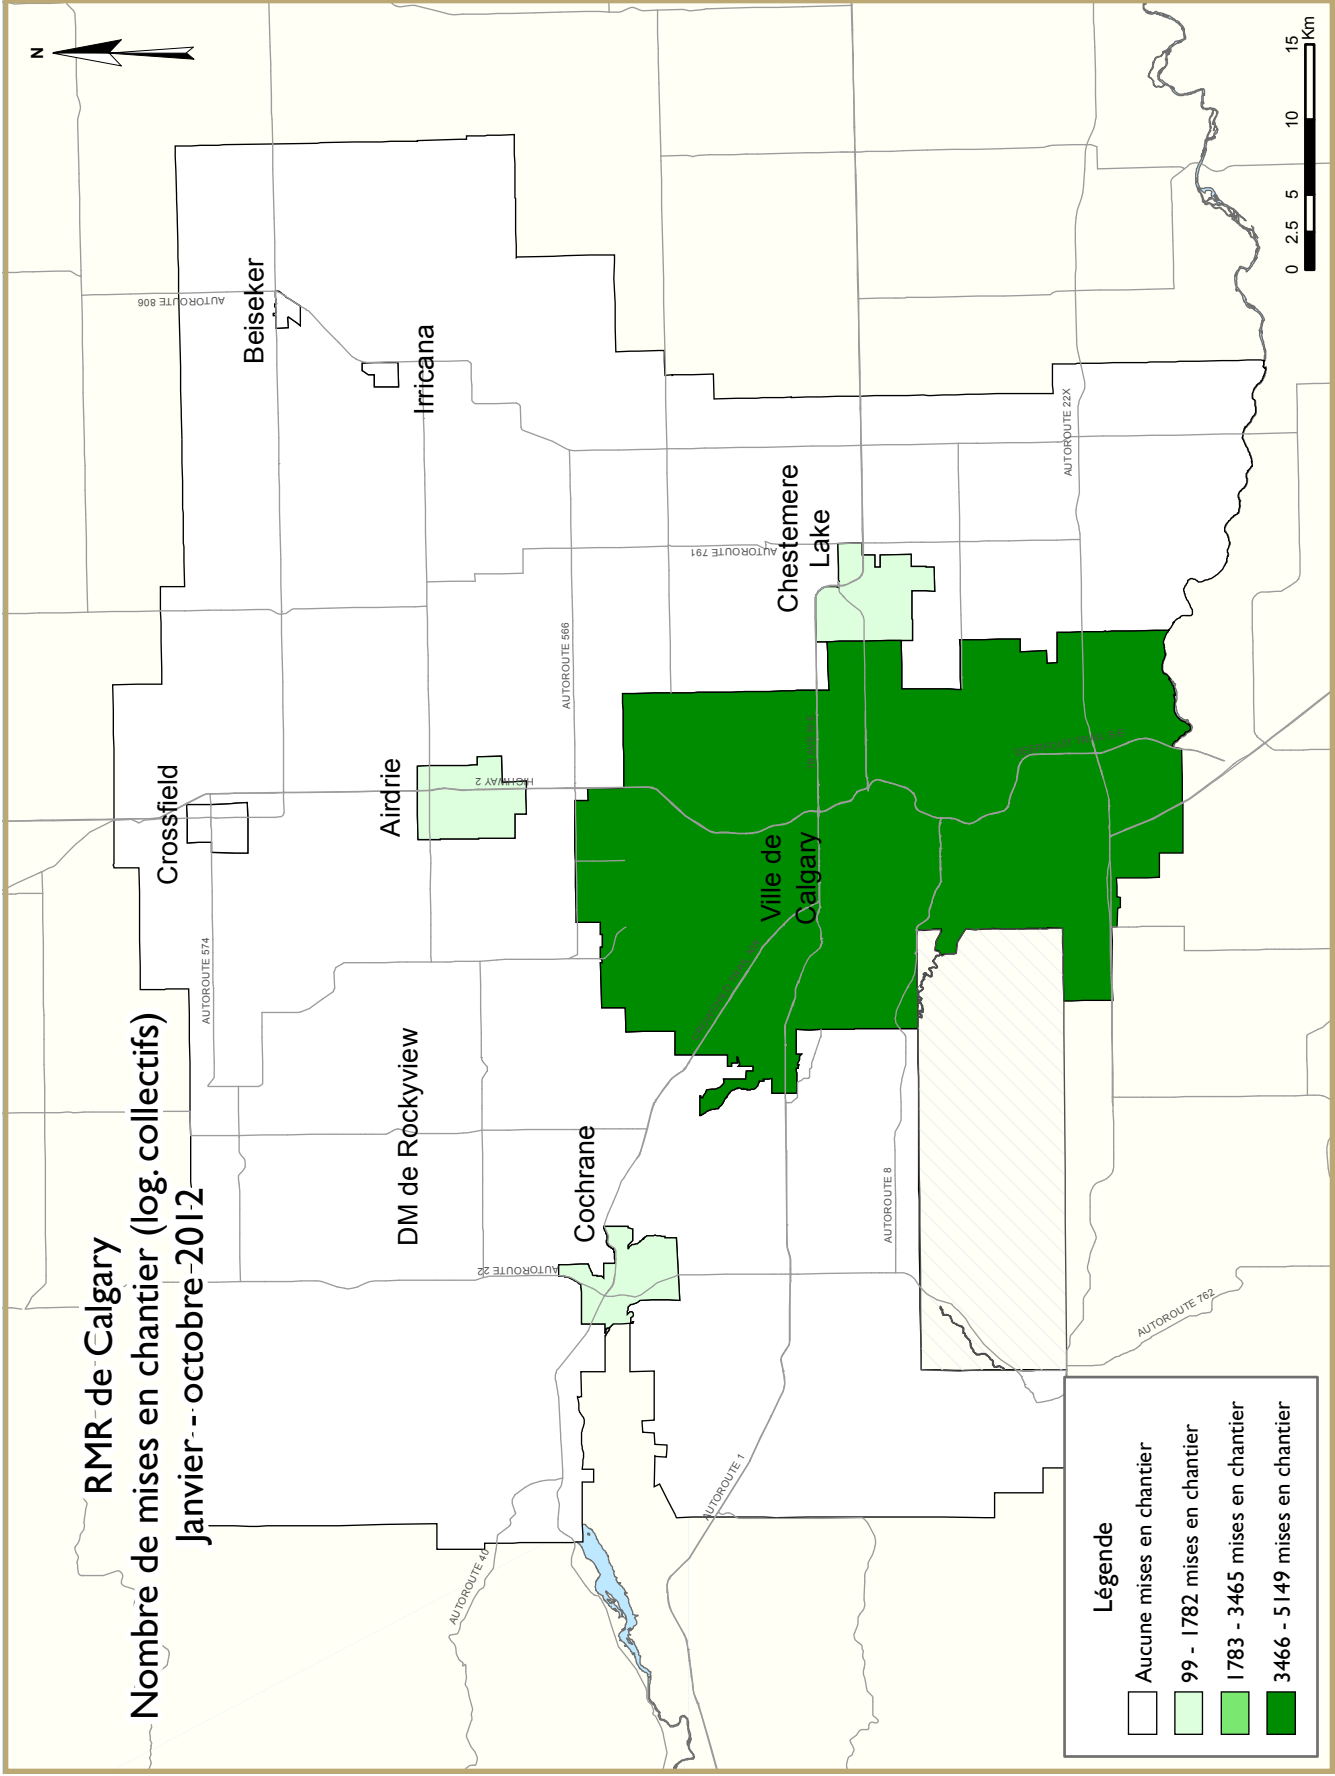 RMR de Calgary
Nombre de mises en chantier (log. collectifs)
Janvier - octobre 2012
N
Crossfield
Beiseker
Irricana
Airdrie
DM de Rockyview
Cochrane
Chestemere
Lake
Ville de
Calgary
AUTOROUTE 806
AUTOROUTE 574
AUTOROUTE 566
HIGHWAY 2
AUTOROUTE 791
AUTOROUTE 22
AUTOROUTE 40
AUTOROUTE 1
AUTOROUTE 8
AUTOROUTE 22X
AUTOROUTE 762
Légende
Aucune mises en chantier
99 - 1782 mises en chantier
1783 - 3465 mises en chantier
3466 - 5149 mises en chantier
0 2.5 5 10 15
Km